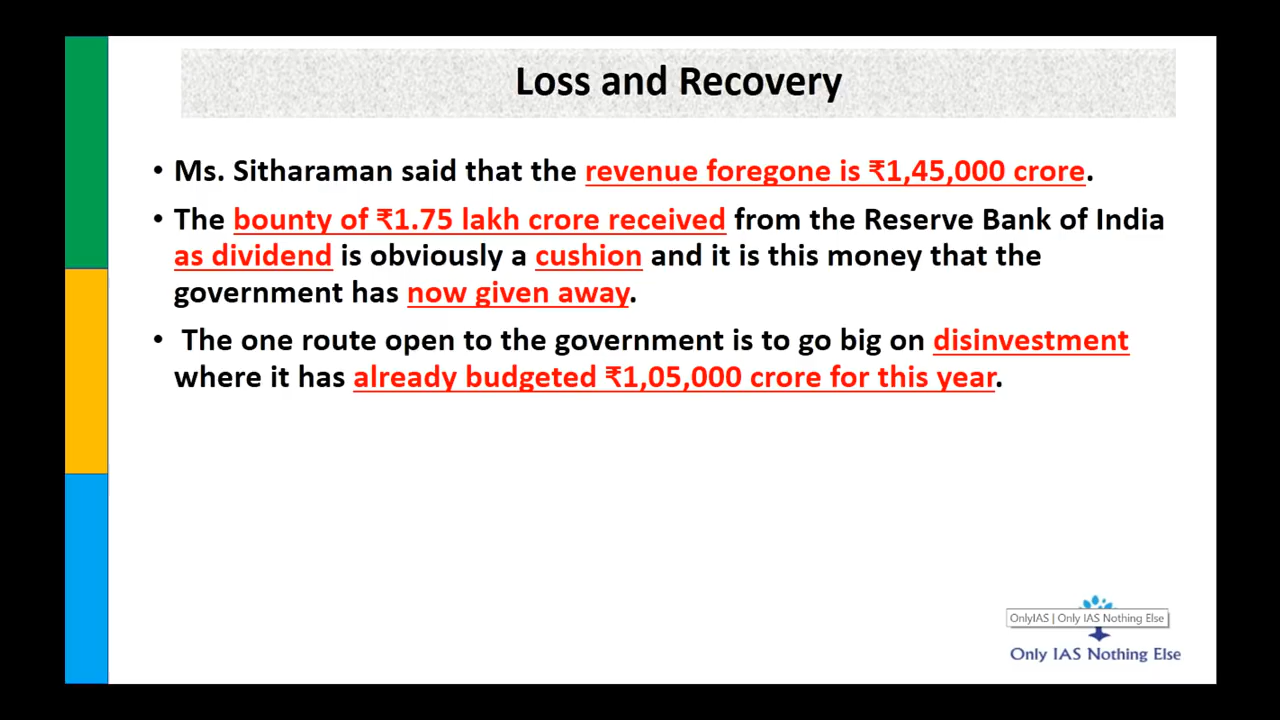 Loss and Recovery
• Ms. Sitharaman said that the revenue foregone is ₹1,45,000 crore.
• The bounty of ₹1.75 lakh crore received from the Reserve Bank of India
as dividend is obviously a cushion and it is this money that the
government has now given away.
• The one route open to the government is to go big on disinvestment
where it has already budgeted ₹1,05,000 crore for this year.
OnlyIAS | Only IAS Nothing Else
Only IAS Nothing Else